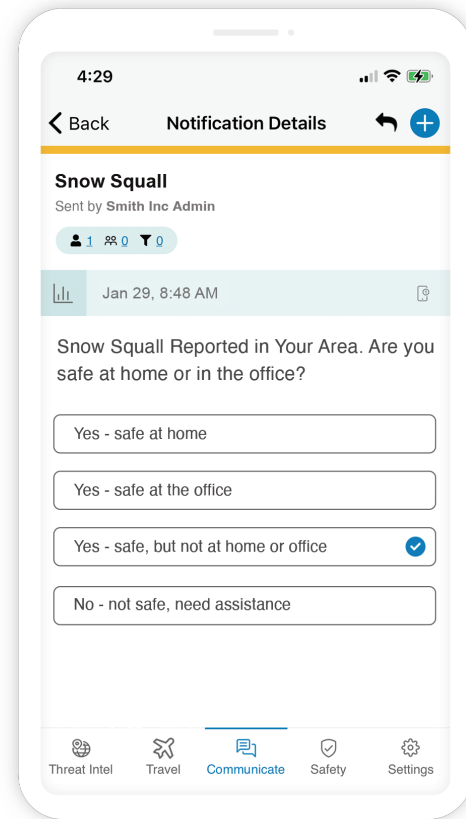 4:29
Back Notification Details
Snow Squall
Sent by Smith Inc Admin
1 0 0
Jan 29, 8:48 AM
Snow Squall Reported in Your Area. Are you
safe at home or in the office?
Yes - safe at home
Yes - safe at the office
Yes - safe, but not at home or office
No - not safe, need assistance
Threat Intel Travel Communicate Safety Settings